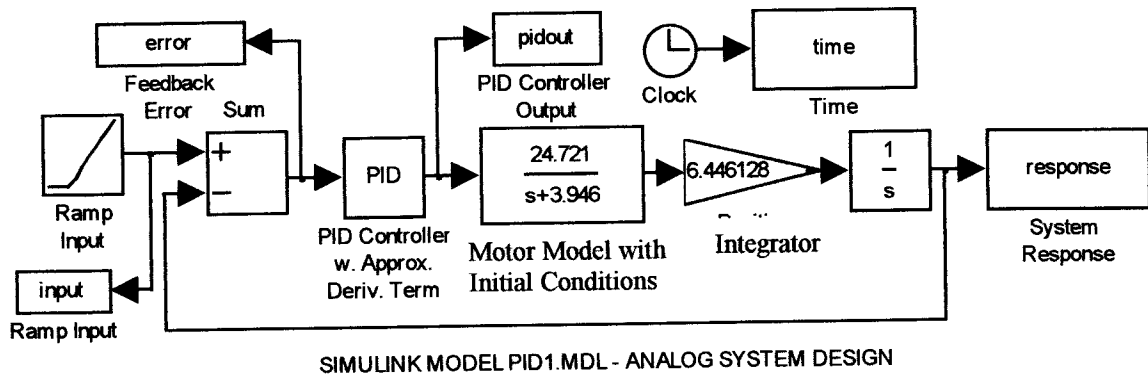 error
Feedback
Error
pidout
PID Controller
Output
Clock
time
Time
Ramp
Input
Sum
+
−
PID
PID Controller
w. Approx.
Deriv. Term
24.721
s+3.946
Motor Model with
Initial Conditions
6.446128
Integrator
1
s
response
System
Response
input
Ramp Input
SIMULINK MODEL PID1.MDL - ANALOG SYSTEM DESIGN